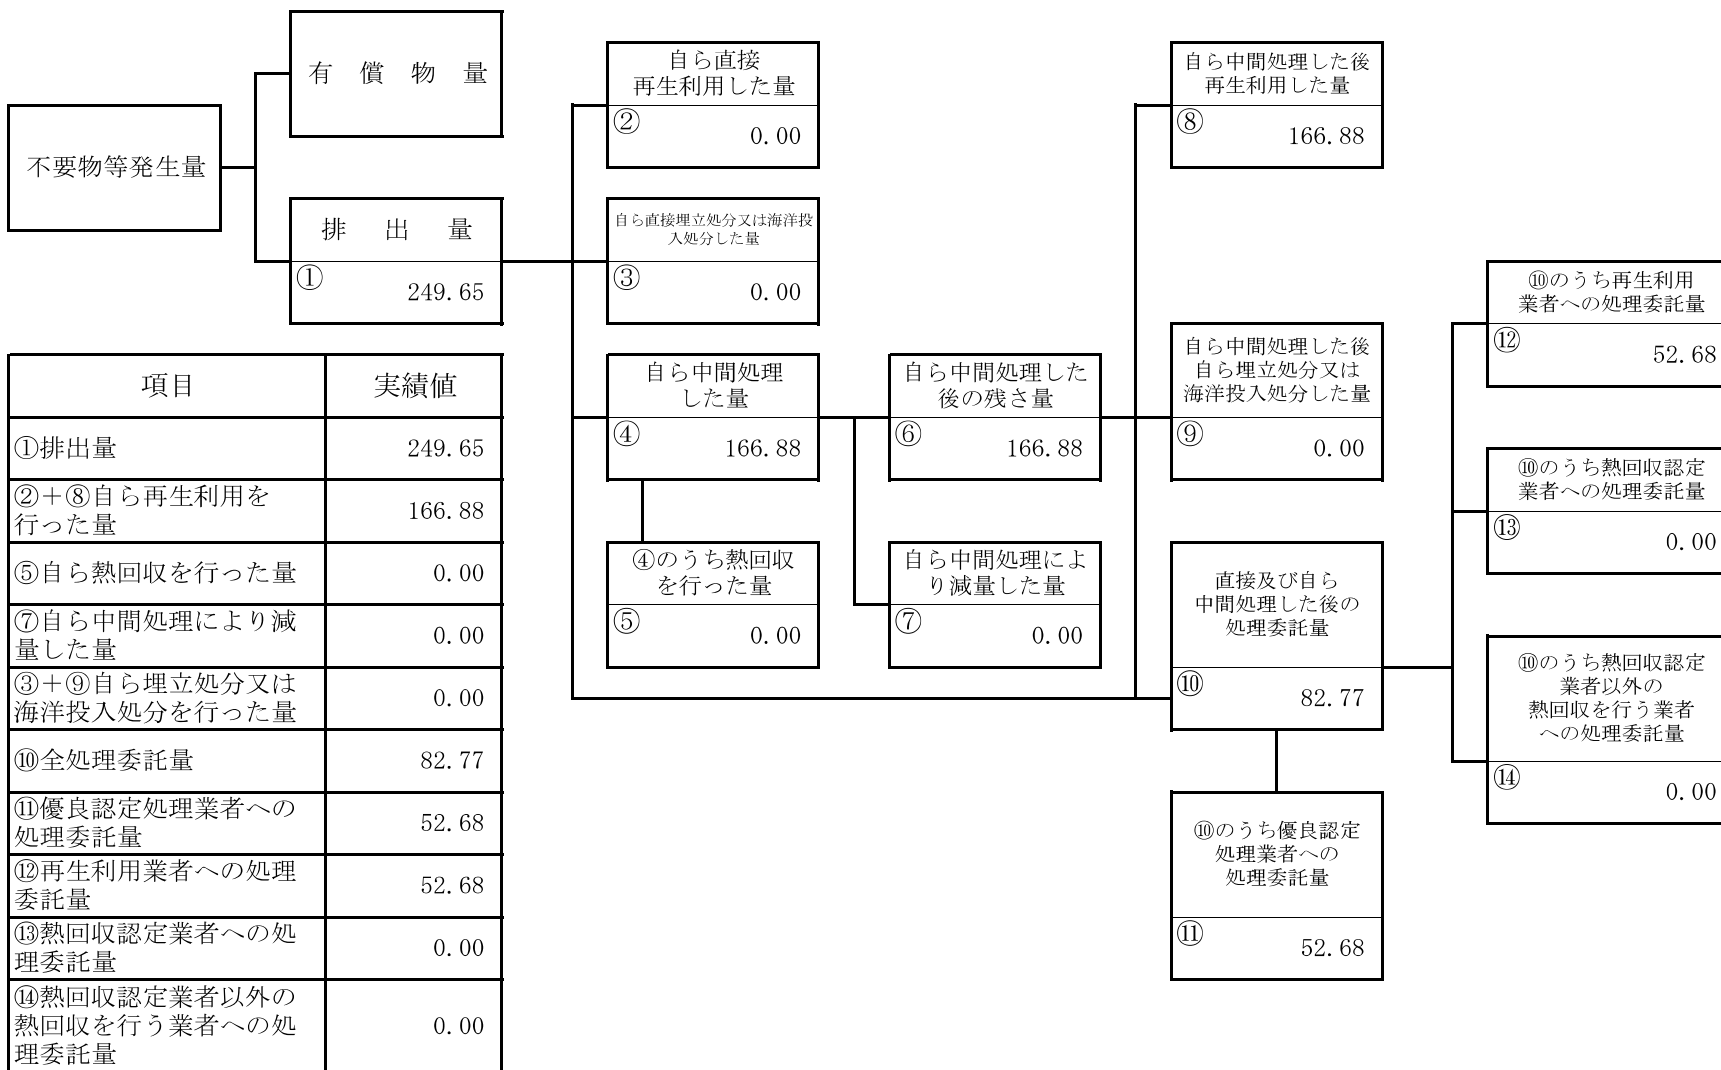 不要物等発生量
有 償 物 量
排 出 量
① 249.65
自ら直接
再生利用した量
② 0.00
自ら直接埋立処分又は海洋投
入処分した量
③ 0.00
自ら中間処理
した量
④ 166.88
④のうち熱回収
を行った量
⑤ 0.00
自ら中間処理した
後の残さ量
⑥ 166.88
自ら中間処理によ
り減量した量
⑦ 0.00
自ら中間処理した後
再生利用した量
⑧ 166.88
自ら中間処理した後
自ら埋立処分又は
海洋投入処分した量
⑨ 0.00
直接及び自ら
中間処理した後の
処理委託量
⑩ 82.77
⑩のうち優良認定
処理業者への
処理委託量
⑪ 52.68
⑩のうち再生利用
業者への処理委託量
⑫ 52.68
⑩のうち熱回収認定
業者への処理委託量
⑬ 0.00
⑩のうち熱回収認定
業者以外の
熱回収を行う業者
への処理委託量
⑭ 0.00
項目 実績値
①排出量 249.65
②+⑧自ら再生利用を
行った量 166.88
⑤自ら熱回収を行った量 0.00
⑦自ら中間処理により減
量した量 0.00
③+⑨自ら埋立処分又は
海洋投入処分を行った量 0.00
⑩全処理委託量 82.77
⑪優良認定処理業者への
処理委託量 52.68
⑫再生利用業者への処理
委託量 52.68
⑬熱回収認定業者への処
理委託量 0.00
⑭熱回収認定業者以外の
熱回収を行う業者への処
理委託量 0.00